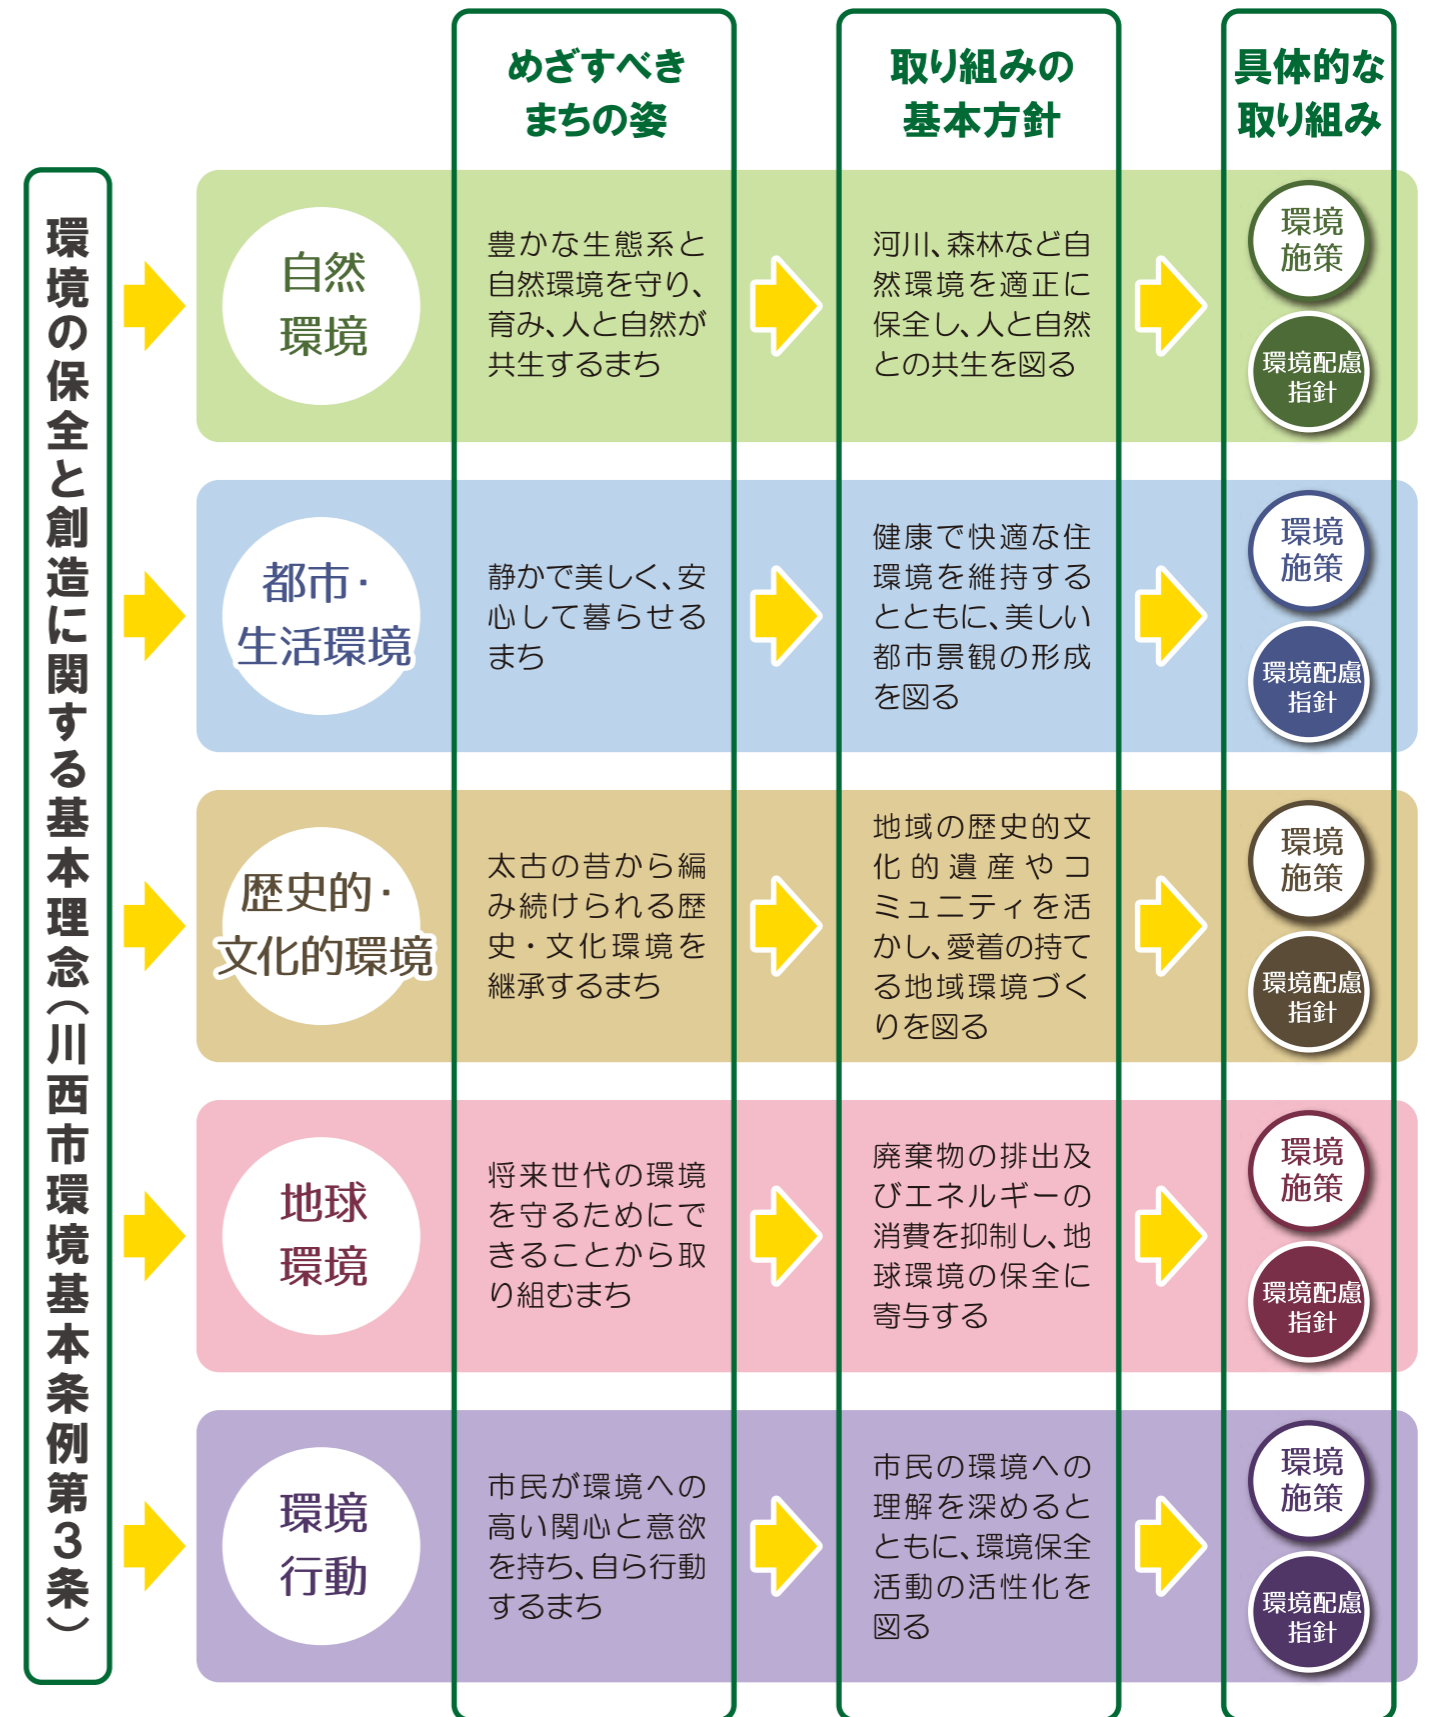 めざすべき
まちの姿
取り組みの
基本方針
具体的な
取り組み
環境の保全と創造に関する基本理念（川西市環境基本条例第３条）
自然
環境
豊かな生態系と
自然環境を守り、
育み、人と自然が
共生するまち
河川、森林など自
然環境を適正に
保全し、人と自然
との共生を図る
環境
施策
環境配慮
指針
都市・
生活環境
静かで美しく、安
心して暮らせる
まち
健康で快適な住
環境を維持する
とともに、美しい
都市景観の形成
を図る
環境
施策
環境配慮
指針
歴史的・
文化的環境
太古の昔から編
み続けられる歴
史・文化環境を
継承するまち
地域の歴史的文
化的遺産やコ
ミュニティを活
かし、愛着の持て
る地域環境づく
りを図る
環境
施策
環境配慮
指針
地球
環境
将来世代の環境
を守るためにで
きることから取
り組むまち
廃棄物の排出及
びエネルギーの
消費を抑制し、地
球環境の保全に
寄与する
環境
施策
環境配慮
指針
環境
行動
市民が環境への
高い関心と意欲
を持ち、自ら行動
するまち
市民の環境への
理解を深めると
ともに、環境保全
活動の活性化を
図る
環境
施策
環境配慮
指針